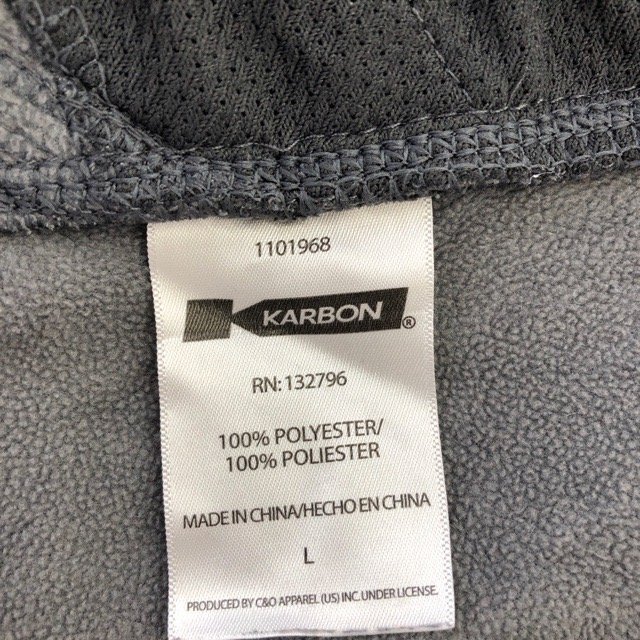 1101968
KARBON®
RN: 132796
100% POLYESTER/
100% POLIESTER
MADE IN CHINA/HECHO EN CHINA
L
PRODUCED BY C&O APPAREL (US) INC. UNDER LICENSE.